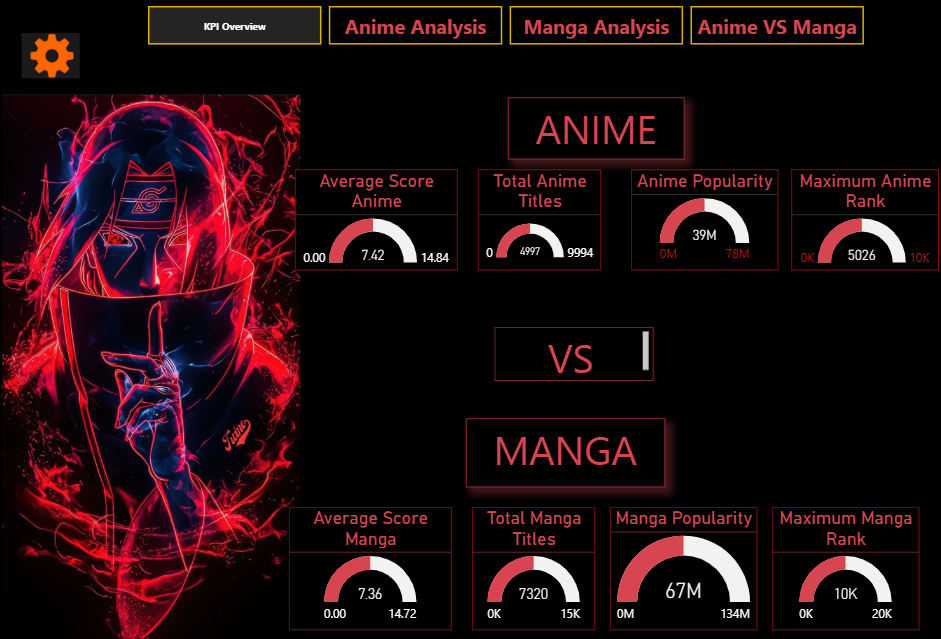 KPI Overview
Anime Analysis
Manga Analysis
Anime VS Manga
ANIME
Average Score
Anime
7.42
0.00
14.84
Total Anime
Titles
4997
0
9994
Anime Popularity
39M
0M
78M
Maximum Anime
Rank
5026
0K
10K
VS
MANGA
Average Score
Manga
7.36
0.00
14.72
Total Manga
Titles
7320
0K
15K
Manga Popularity
67M
0M
134M
Maximum Manga
Rank
10K
0K
20K